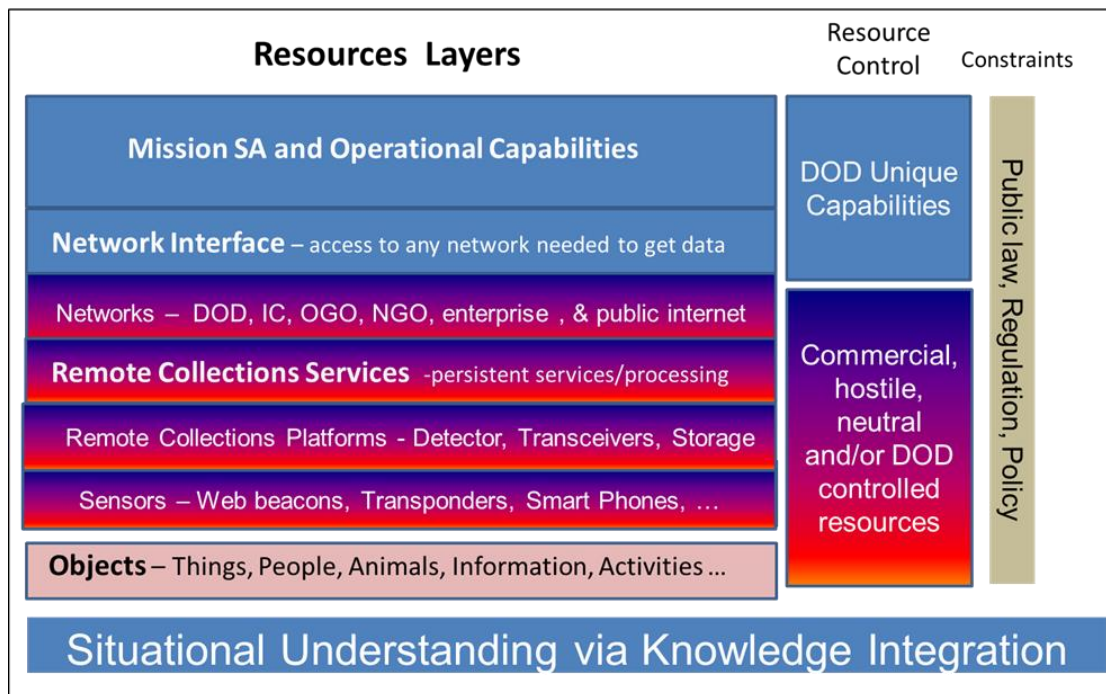 Resources Layers
Resource
Control
Constraints
Mission SA and Operational Capabilities
Network Interface – access to any network needed to get data
Networks – DOD, IC, OGO, NGO, enterprise , & public internet
Remote Collections Services -persistent services/processing
Remote Collections Platforms - Detector, Transceivers, Storage
Sensors – Web beacons, Transponders, Smart Phones, …
Objects – Things, People, Animals, Information, Activities …
DOD Unique
Capabilities
Commercial,
hostile,
neutral
and/or DOD
controlled
resources
Public law, Regulation, Policy
Situational Understanding via Knowledge Integration